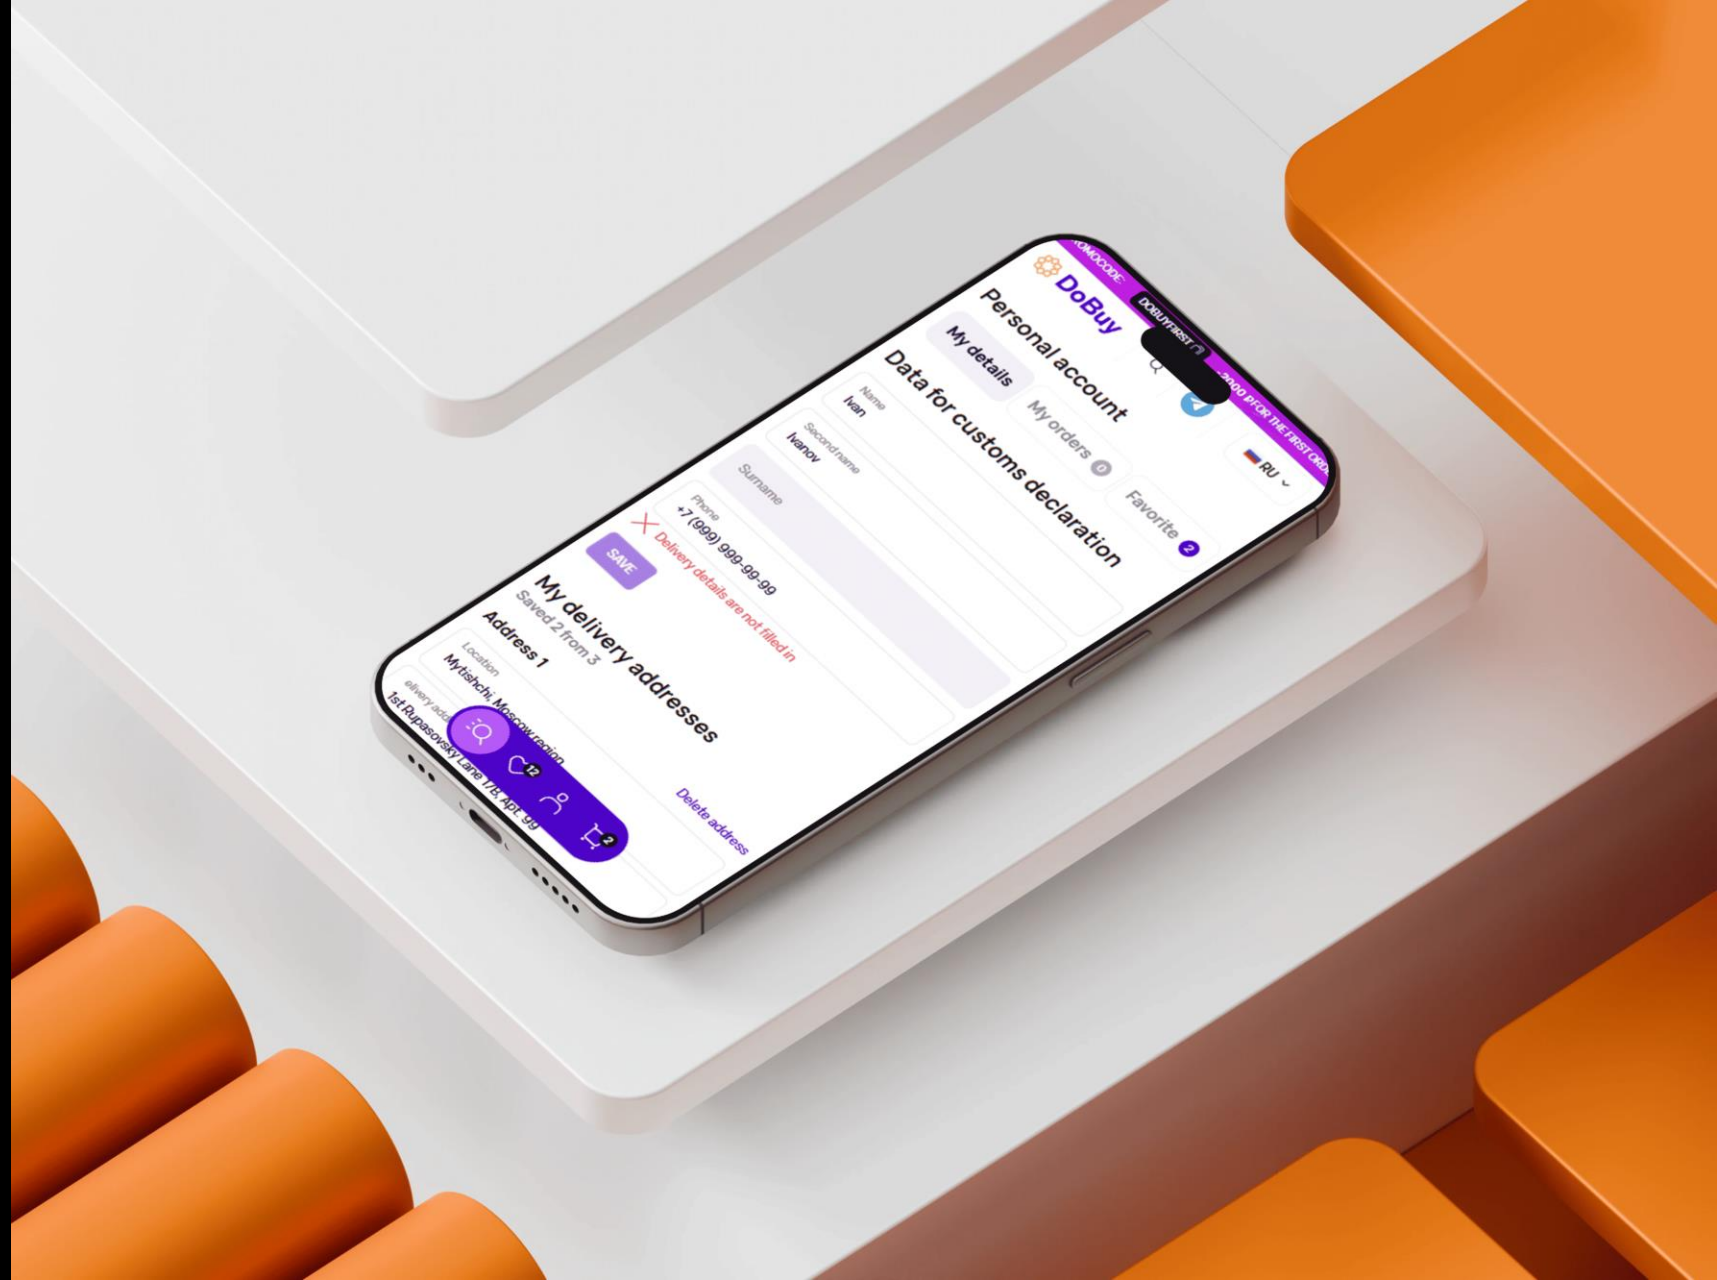 DOBUYFIRST
-2000 ₽ FOR THE FIRST
DoBuy
RU
Personal account
My details
My orders 0
Favorite 2
Data for customs declaration
Name
Ivan
Second name
Ivanov
Surname
Phone
+7 (999) 999-99-99
Delivery details are not filled in
SAVE
My delivery addresses
Saved 2 from 3
Address 1
Delete address
Location
Mytishchi, Moscow region
1st Rupasovsky Lane 1/B, Apt. 99
12
2